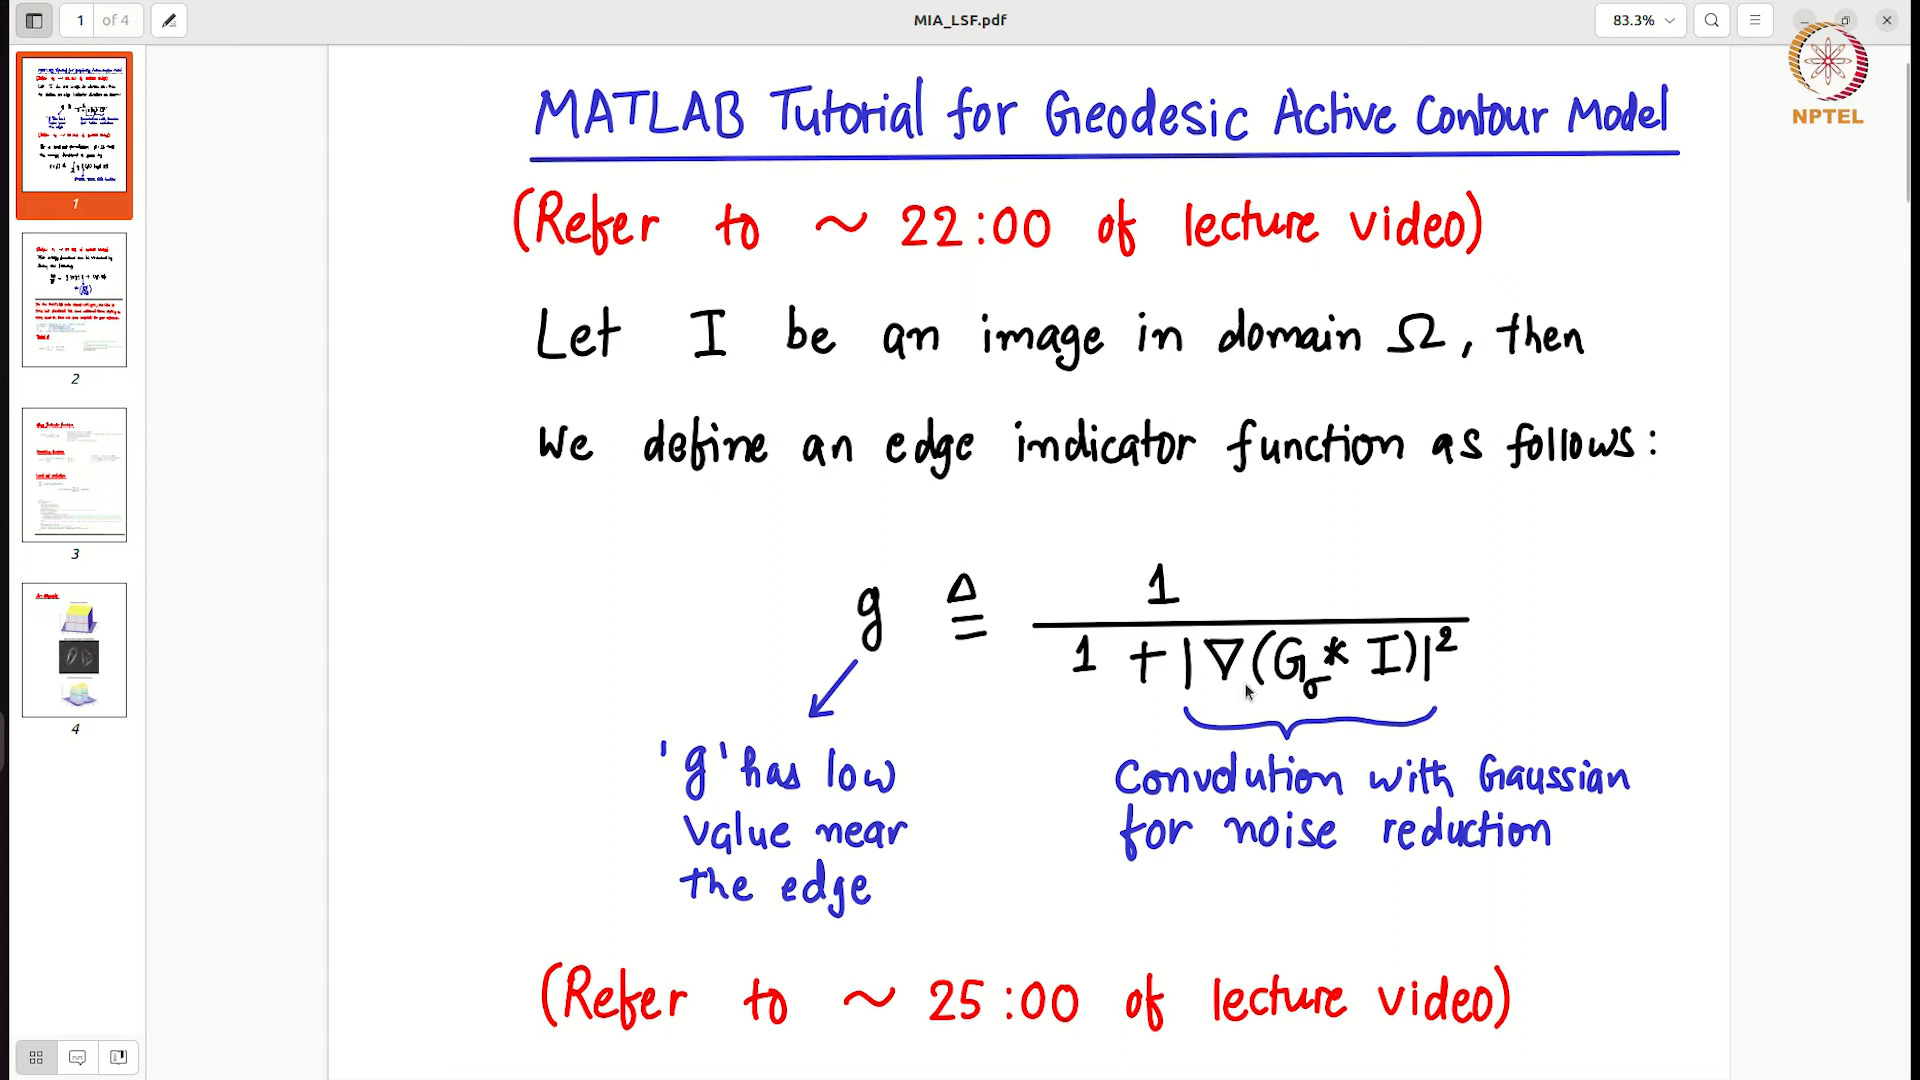 1 of 4
MIA_LSF.pdf
83.3%
NPTEL
MATLAB Tutorial for Geodesic Active Contour Model
(Refer to ~ 22:00 of lecture video)
Let I be an image in domain Ω, then
we define an edge indicator function as follows:
g ≜ 1 / (1 + |∇(G_σ * I)|²)
'g' has low
value near
the edge
Convolution with Gaussian
for noise reduction
(Refer to ~ 25:00 of lecture video)
1
2
3
4